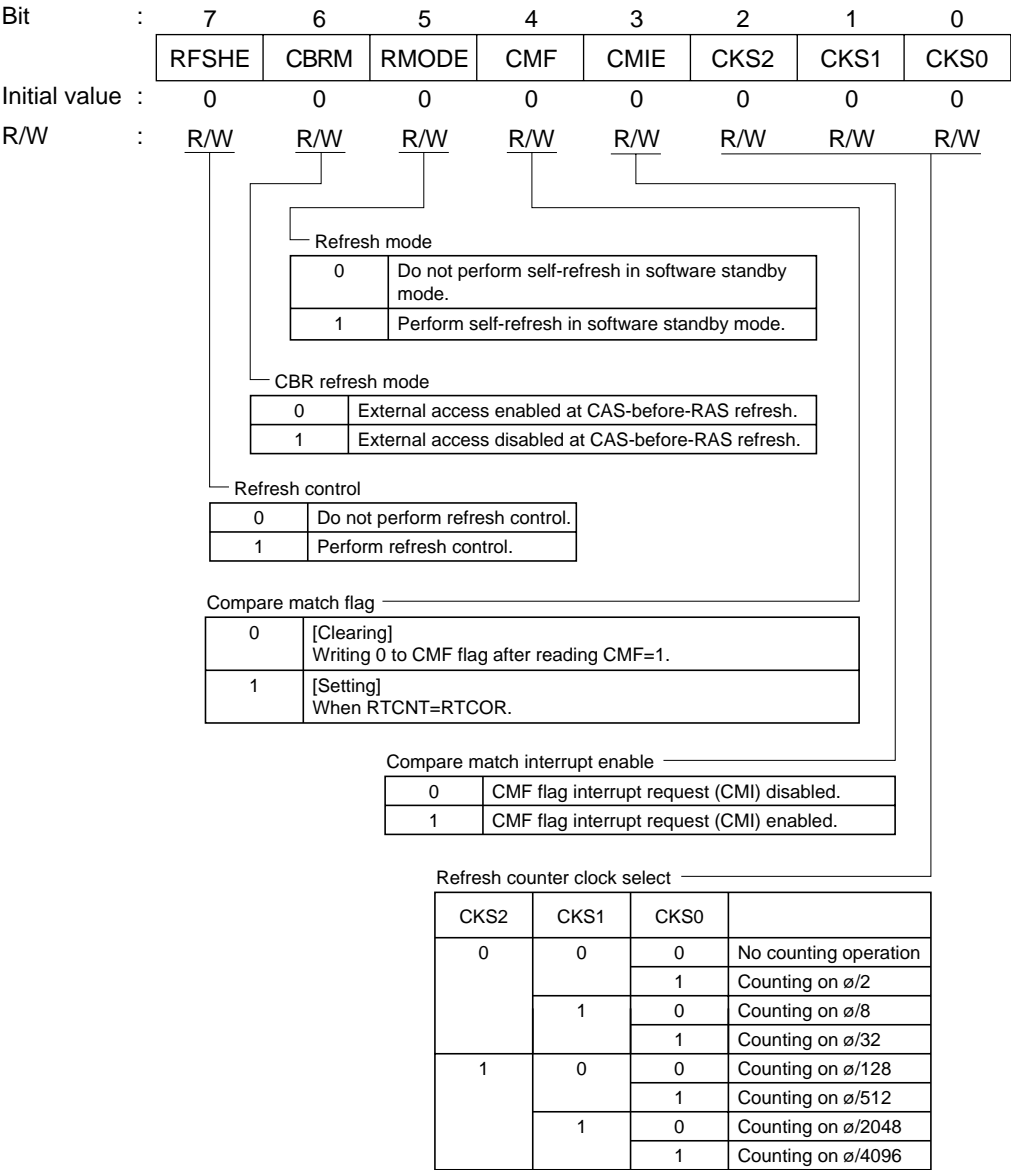 Bit : 7 6 5 4 3 2 1 0
RFSHE CBRM RMODE CMF CMIE CKS2 CKS1 CKS0
Initial value : 0 0 0 0 0 0 0 0
R/W : R/W R/W R/W R/W R/W R/W R/W R/W
Refresh mode
0 Do not perform self-refresh in software standby
mode.
1 Perform self-refresh in software standby mode.
CBR refresh mode
0 External access enabled at CAS-before-RAS refresh.
1 External access disabled at CAS-before-RAS refresh.
Refresh control
0 Do not perform refresh control.
1 Perform refresh control.
Compare match flag
0 [Clearing]
Writing 0 to CMF flag after reading CMF=1.
1 [Setting]
When RTCNT=RTCOR.
Compare match interrupt enable
0 CMF flag interrupt request (CMI) disabled.
1 CMF flag interrupt request (CMI) enabled.
Refresh counter clock select
CKS2 CKS1 CKS0
0 0 0 No counting operation
1 Counting on ø/2
1 0 Counting on ø/8
1 Counting on ø/32
1 0 0 Counting on ø/128
1 Counting on ø/512
1 0 Counting on ø/2048
1 Counting on ø/4096